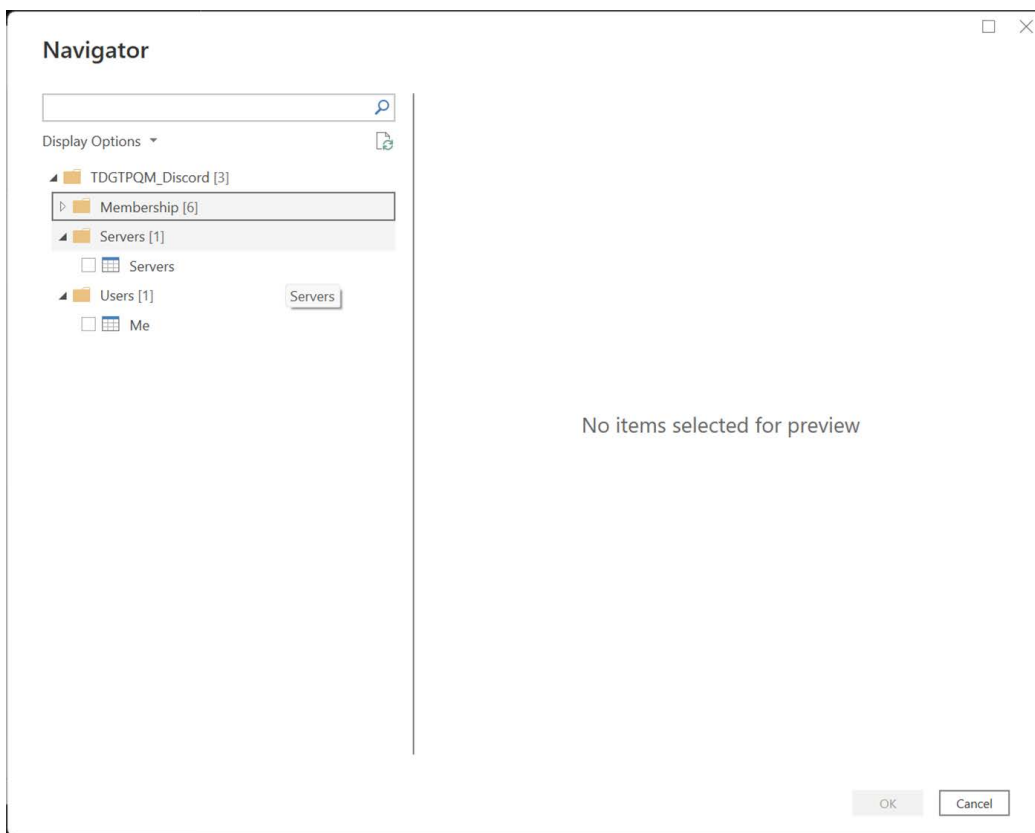 Navigator
Display Options
TDGTPQM_Discord [3]
Membership [6]
Servers [1]
Servers
Users [1]
Servers
Me
No items selected for preview
OK
Cancel